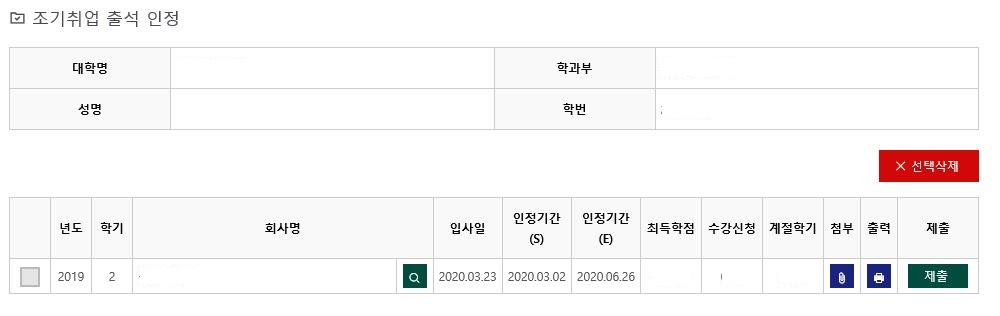 조기취업 출석 인정
대학명 학과부
성명 학번
선택삭제
년도 학기 회사명 입사일 인정기간 (S) 인정기간 (E) 최득학점 수강신청 계절학기 첨부 출력 제출
2019 2 2020.03.23 2020.03.02 2020.06.26 제출